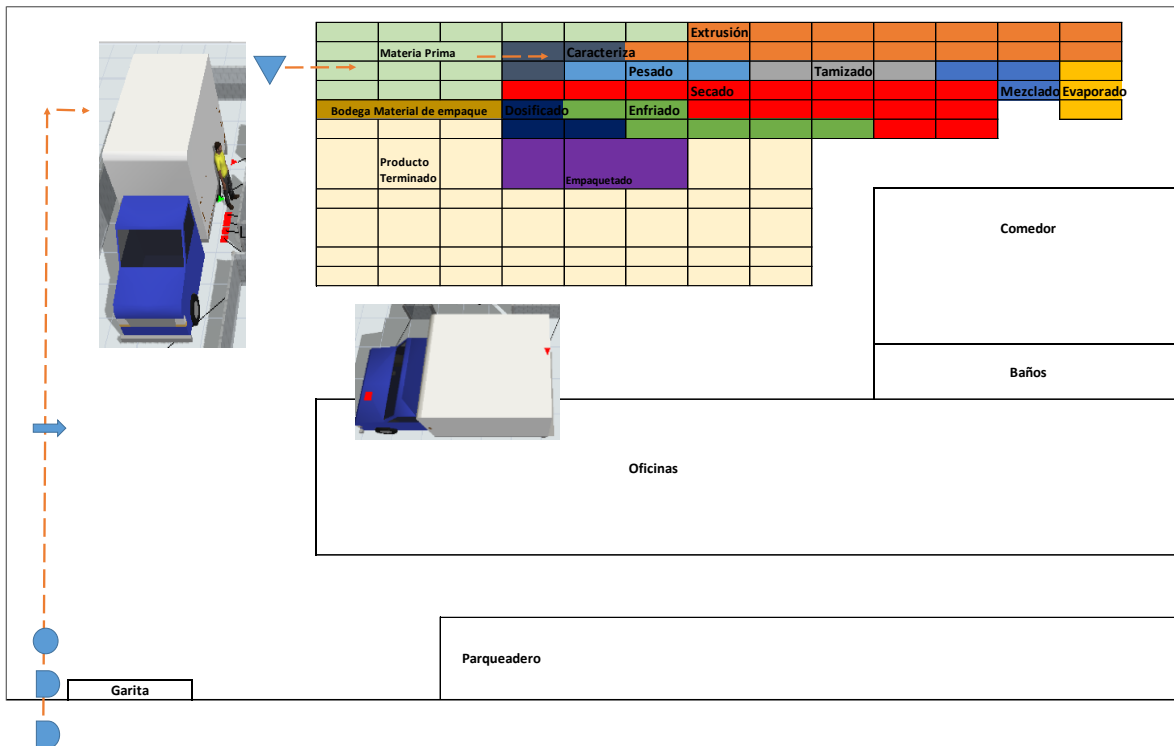 Extrusión
Materia Prima
Caracteriza
Pesado
Tamizado
Secado
Mezclado
Evaporado
Bodega Material de empaque
Dosificado
Enfriado
Producto
Terminado
Empaquetado
Comedor
Baños
Oficinas
Parqueadero
Garita